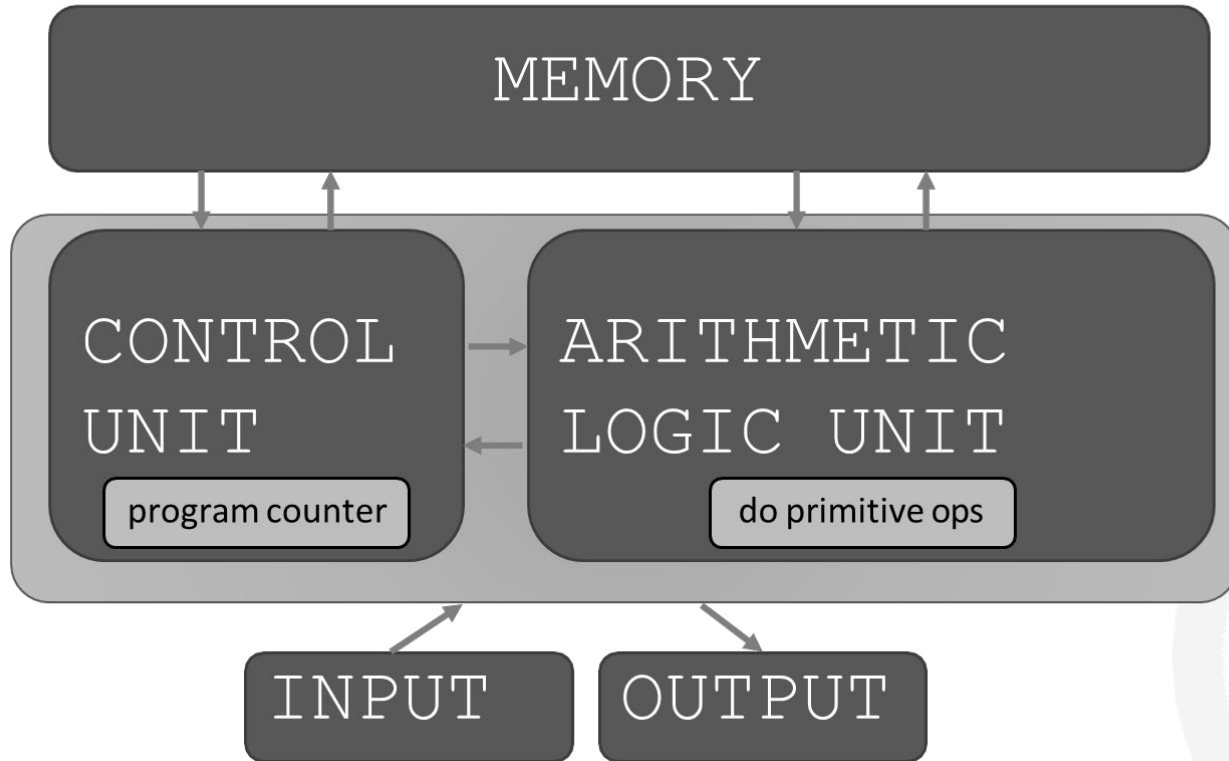 MEMORY
CONTROL
UNIT
program counter
ARITHMETIC
LOGIC UNIT
do primitive ops
INPUT
OUTPUT